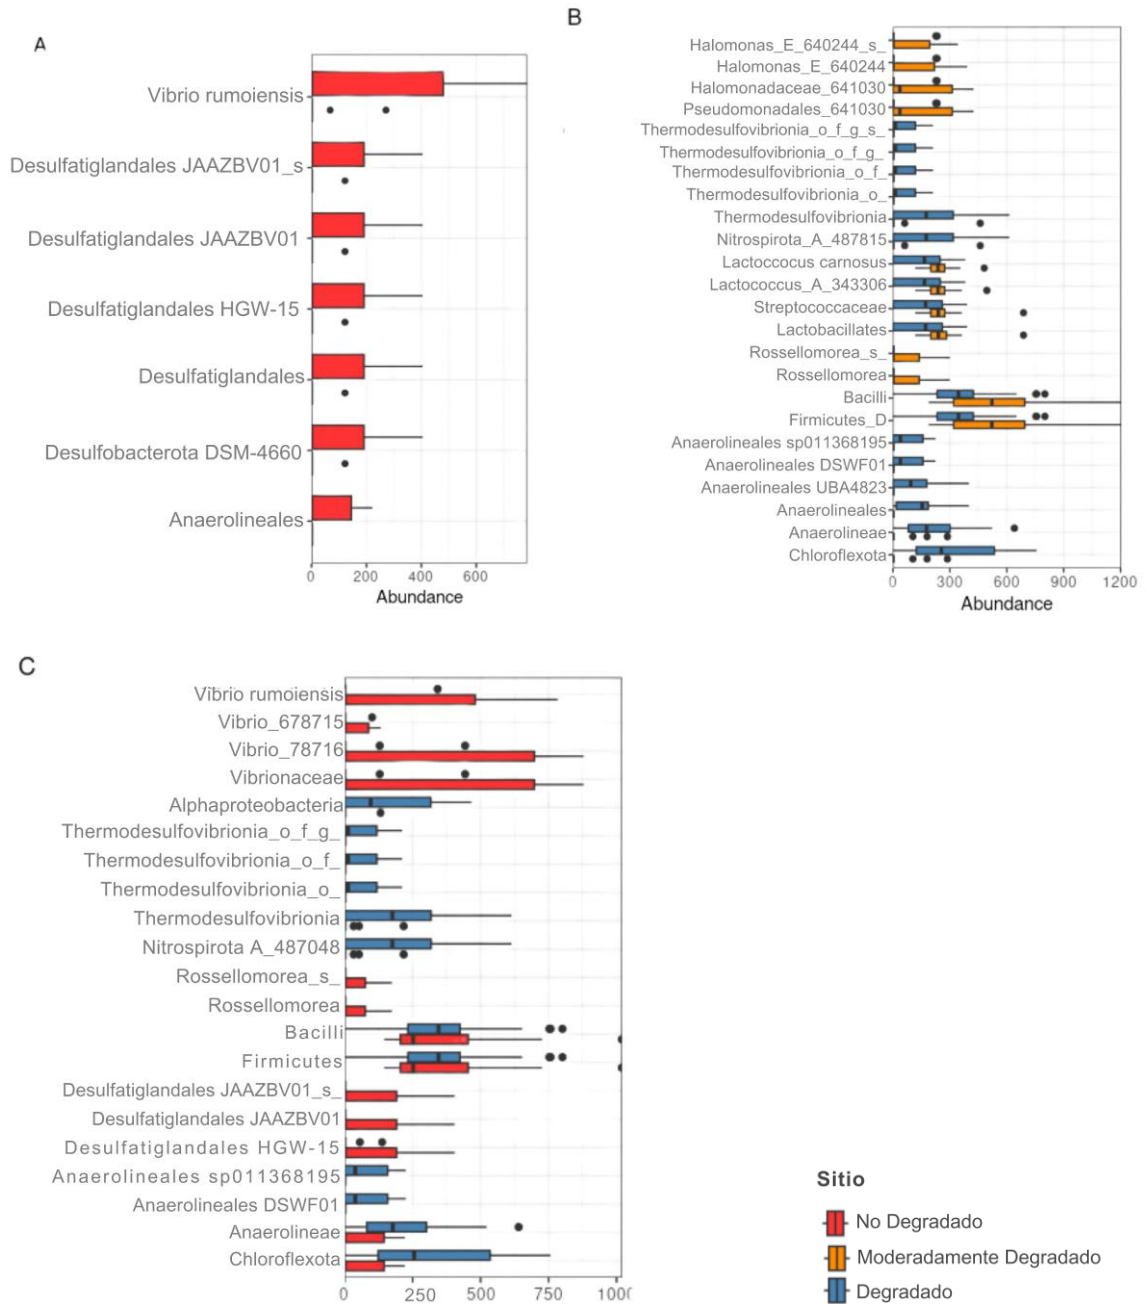 A
Vibrio rumoiensis
Desulfatiglandales JAAZBV01_s
Desulfatiglandales JAAZBV01
Desulfatiglandales HGW-15
Desulfatiglandales
Desulfobacterota DSM-4660
Anaerolineales
0 200 400 600
Abundance
B
Halomonas_E_640244_s_
Halomonas_E_640244
Halomonadaceae_641030
Pseudomonadales_641030
Thermodesulfovibrionia_o_f_g_s_
Thermodesulfovibrionia_o_f_g_
Thermodesulfovibrionia_o_f_
Thermodesulfovibrionia_o_
Thermodesulfovibrionia
Nitrospirota_A_487815
Lactoccocus carnosus
Lactococcus_A_343306
Streptococcaceae
Lactobacillates
Rossellomorea_s_
Rossellomorea
Bacilli
Firmicutes_D
Anaerolineales sp011368195
Anaerolineales DSWF01
Anaerolineales UBA4823
Anaerolineales
Anaerolineae
Chloroflexota
0 300 600 900 1200
Abundance
C
Vibrio rumoiensis
Vibrio_678715
Vibrio_78716
Vibrionaceae
Alphaproteobacteria
Thermodesulfovibrionia_o_f_g_
Thermodesulfovibrionia_o_f_
Thermodesulfovibrionia_o_
Thermodesulfovibrionia
Nitrospirota A_487048
Rossellomorea_s_
Rossellomorea
Bacilli
Firmicutes
Desulfatiglandales JAAZBV01_s_
Desulfatiglandales JAAZBV01
Desulfatiglandales HGW-15
Anaerolineales sp011368195
Anaerolineales DSWF01
Anaerolineae
Chloroflexota
0 250 500 750
Sitio
No Degradado
Moderadamente Degradado
Degradado